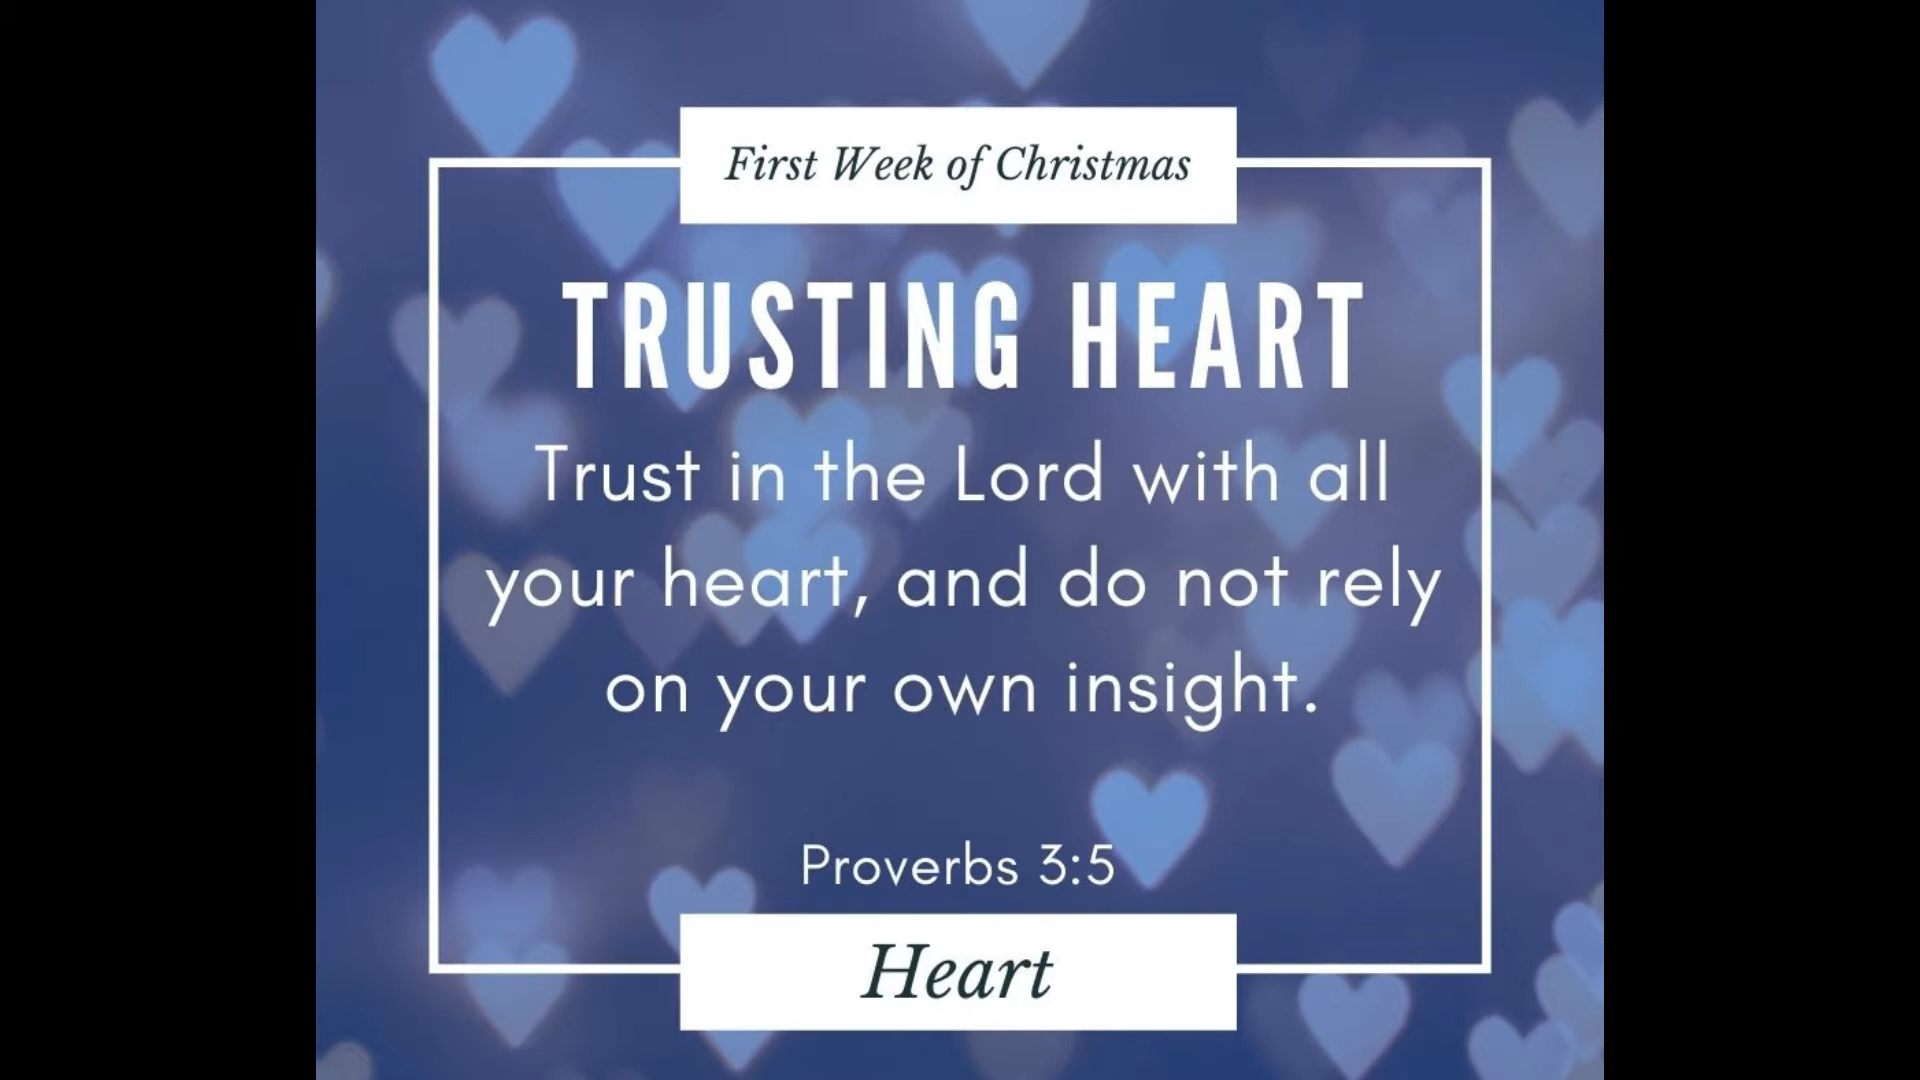 First Week of Christmas
TRUSTING HEART
Trust in the Lord with all
your heart, and do not rely
on your own insight.
Proverbs 3:5
Heart